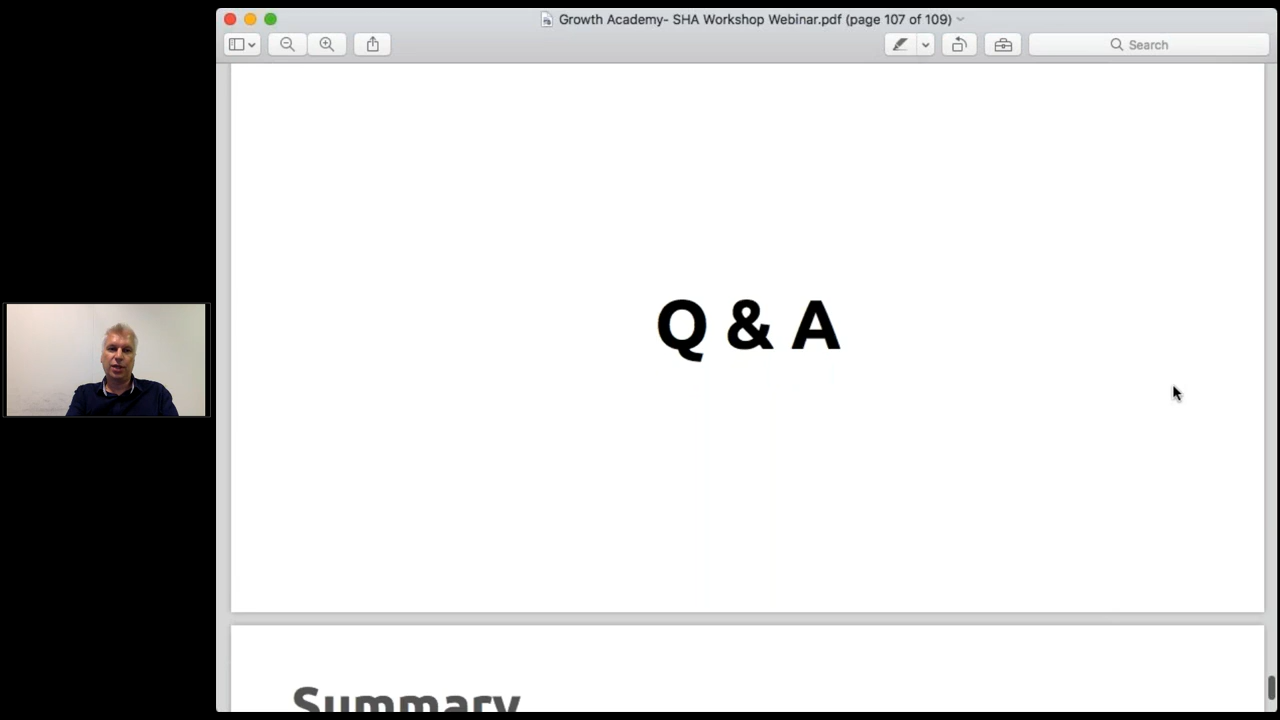 Growth Academy- SHA Workshop Webinar.pdf (page 107 of 109)
Search
Q & A
Summary